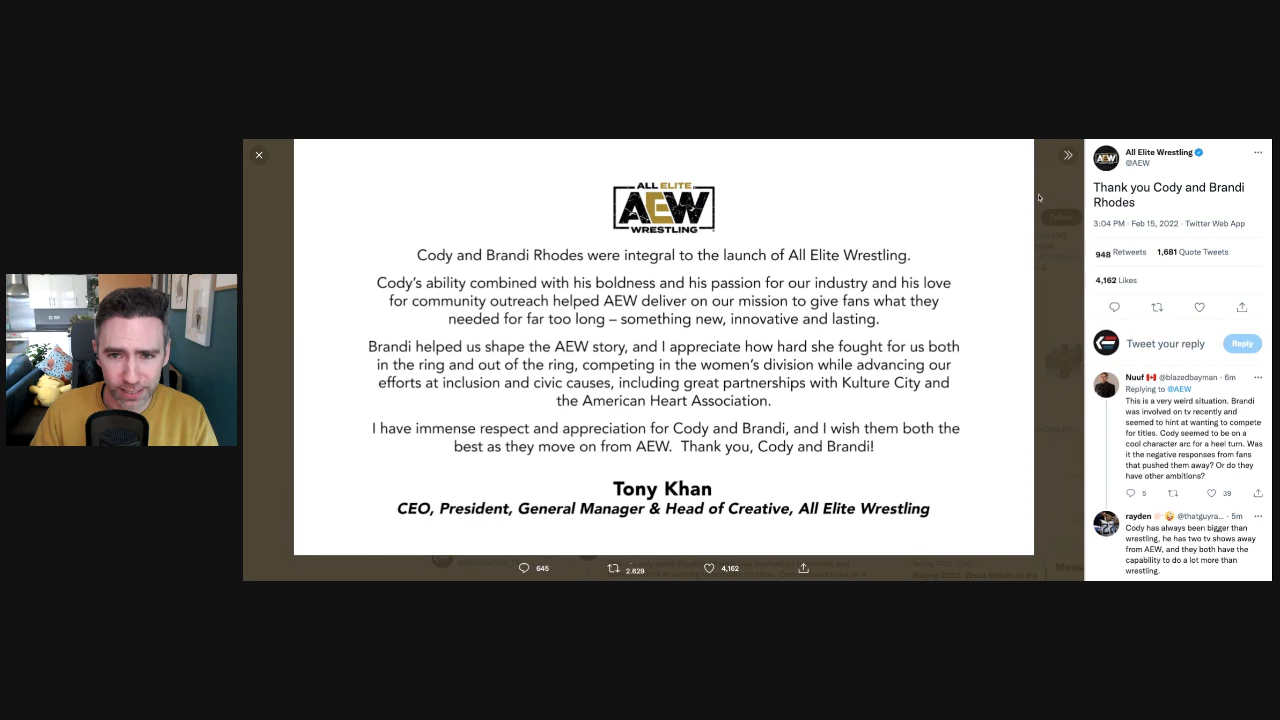 ALL ELITE
AEW
WRESTLING
Cody and Brandi Rhodes were integral to the launch of All Elite Wrestling.
Cody's ability combined with his boldness and his passion for our industry and his love
for community outreach helped AEW deliver on our mission to give fans what they
needed for far too long – something new, innovative and lasting.
Brandi helped us shape the AEW story, and I appreciate how hard she fought for us both
in the ring and out of the ring, competing in the women's division while advancing our
efforts at inclusion and civic causes, including great partnerships with Kulture City and
the American Heart Association.
I have immense respect and appreciation for Cody and Brandi, and I wish them both the
best as they move on from AEW.  Thank you, Cody and Brandi!
Tony Khan
CEO, President, General Manager & Head of Creative, All Elite Wrestling
645 2,629 4,162
All Elite Wrestling
@AEW
Thank you Cody and Brandi
Rhodes
3:04 PM · Feb 15, 2022 · Twitter Web App
948 Retweets 1,681 Quote Tweets
4,162 Likes
Tweet your reply Reply
Nuuf 🇨🇦 @blazedbayman · 6m
Replying to @AEW
This is a very weird situation. Brandi
was involved on tv recently and
seemed to hint at wanting to compete
for titles. Cody seemed to be on a
cool character arc for a heel turn. Was
it the negative responses from fans
that pushed them away? Or do they
have other ambitions?
5 39
rayden @thatguyra... · 5m
Cody has always been bigger than
wrestling, he has two tv shows away
from AEW, and they both have the
capability to do a lot more than
wrestling.
Follow